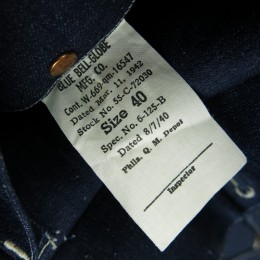 BLUE BELL-GLOBE
MFG. CO.
Cont. W-669 qm-16547
Dated Mar. 11, 1942
Stock No. 55-C-72030
Size 40
Spec. No. 6-125-B
Dated 8/7/40
Phila. Q. M. Depot
Inspector